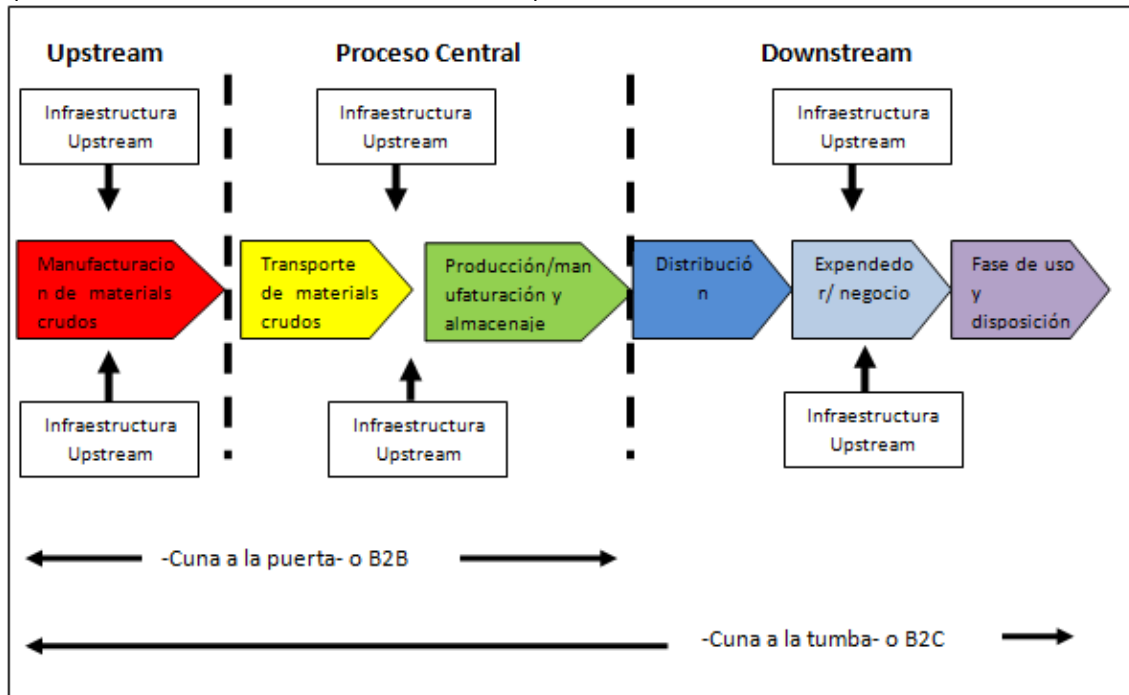 Upstream
Proceso Central
Downstream
Infraestructura
Upstream
Infraestructura
Upstream
Infraestructura
Upstream
Manufacturacio
n de materials
crudos
Transporte
de materials
crudos
Producción/man
ufaturación y
almacenaje
Distribució
n
Expendedo
r/ negocio
Fase de uso
y
disposición
Infraestructura
Upstream
Infraestructura
Upstream
Infraestructura
Upstream
-Cuna a la puerta- o B2B
-Cuna a la tumba- o B2C